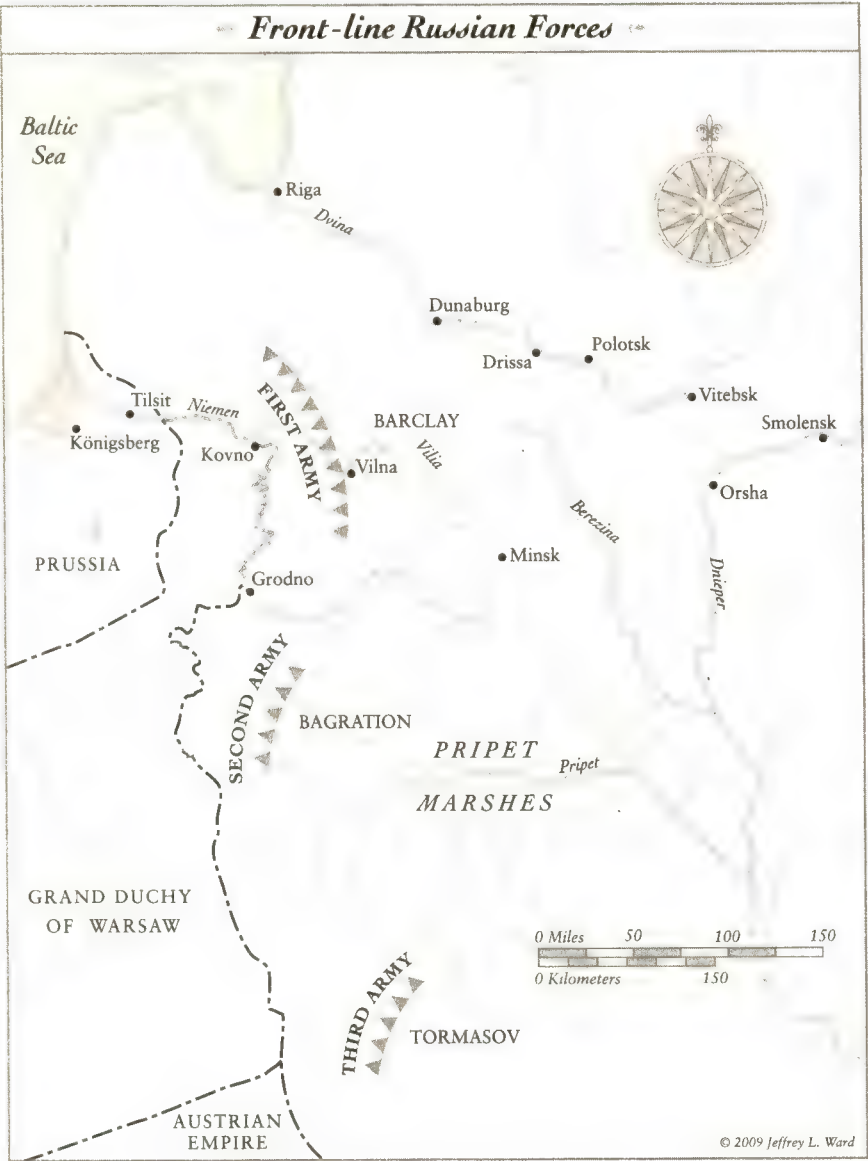 Front-line Russian Forces
Baltic
Sea
Riga
Dvina
Dunaburg
Drissa
Polotsk
Vitebsk
Smolensk
Tilsit
Niemen
Königsberg
Kovno
FIRST ARMY
BARCLAY
Vilia
Vilna
Orsha
Berezina
Minsk
Dnieper
PRUSSIA
Grodno
SECOND ARMY
BAGRATION
PRIPET
Pripet
MARSHES
GRAND DUCHY
OF WARSAW
0 Miles 50 100 150
0 Kilometers 150
THIRD ARMY
TORMASOV
AUSTRIAN
EMPIRE
© 2009 Jeffrey L. Ward